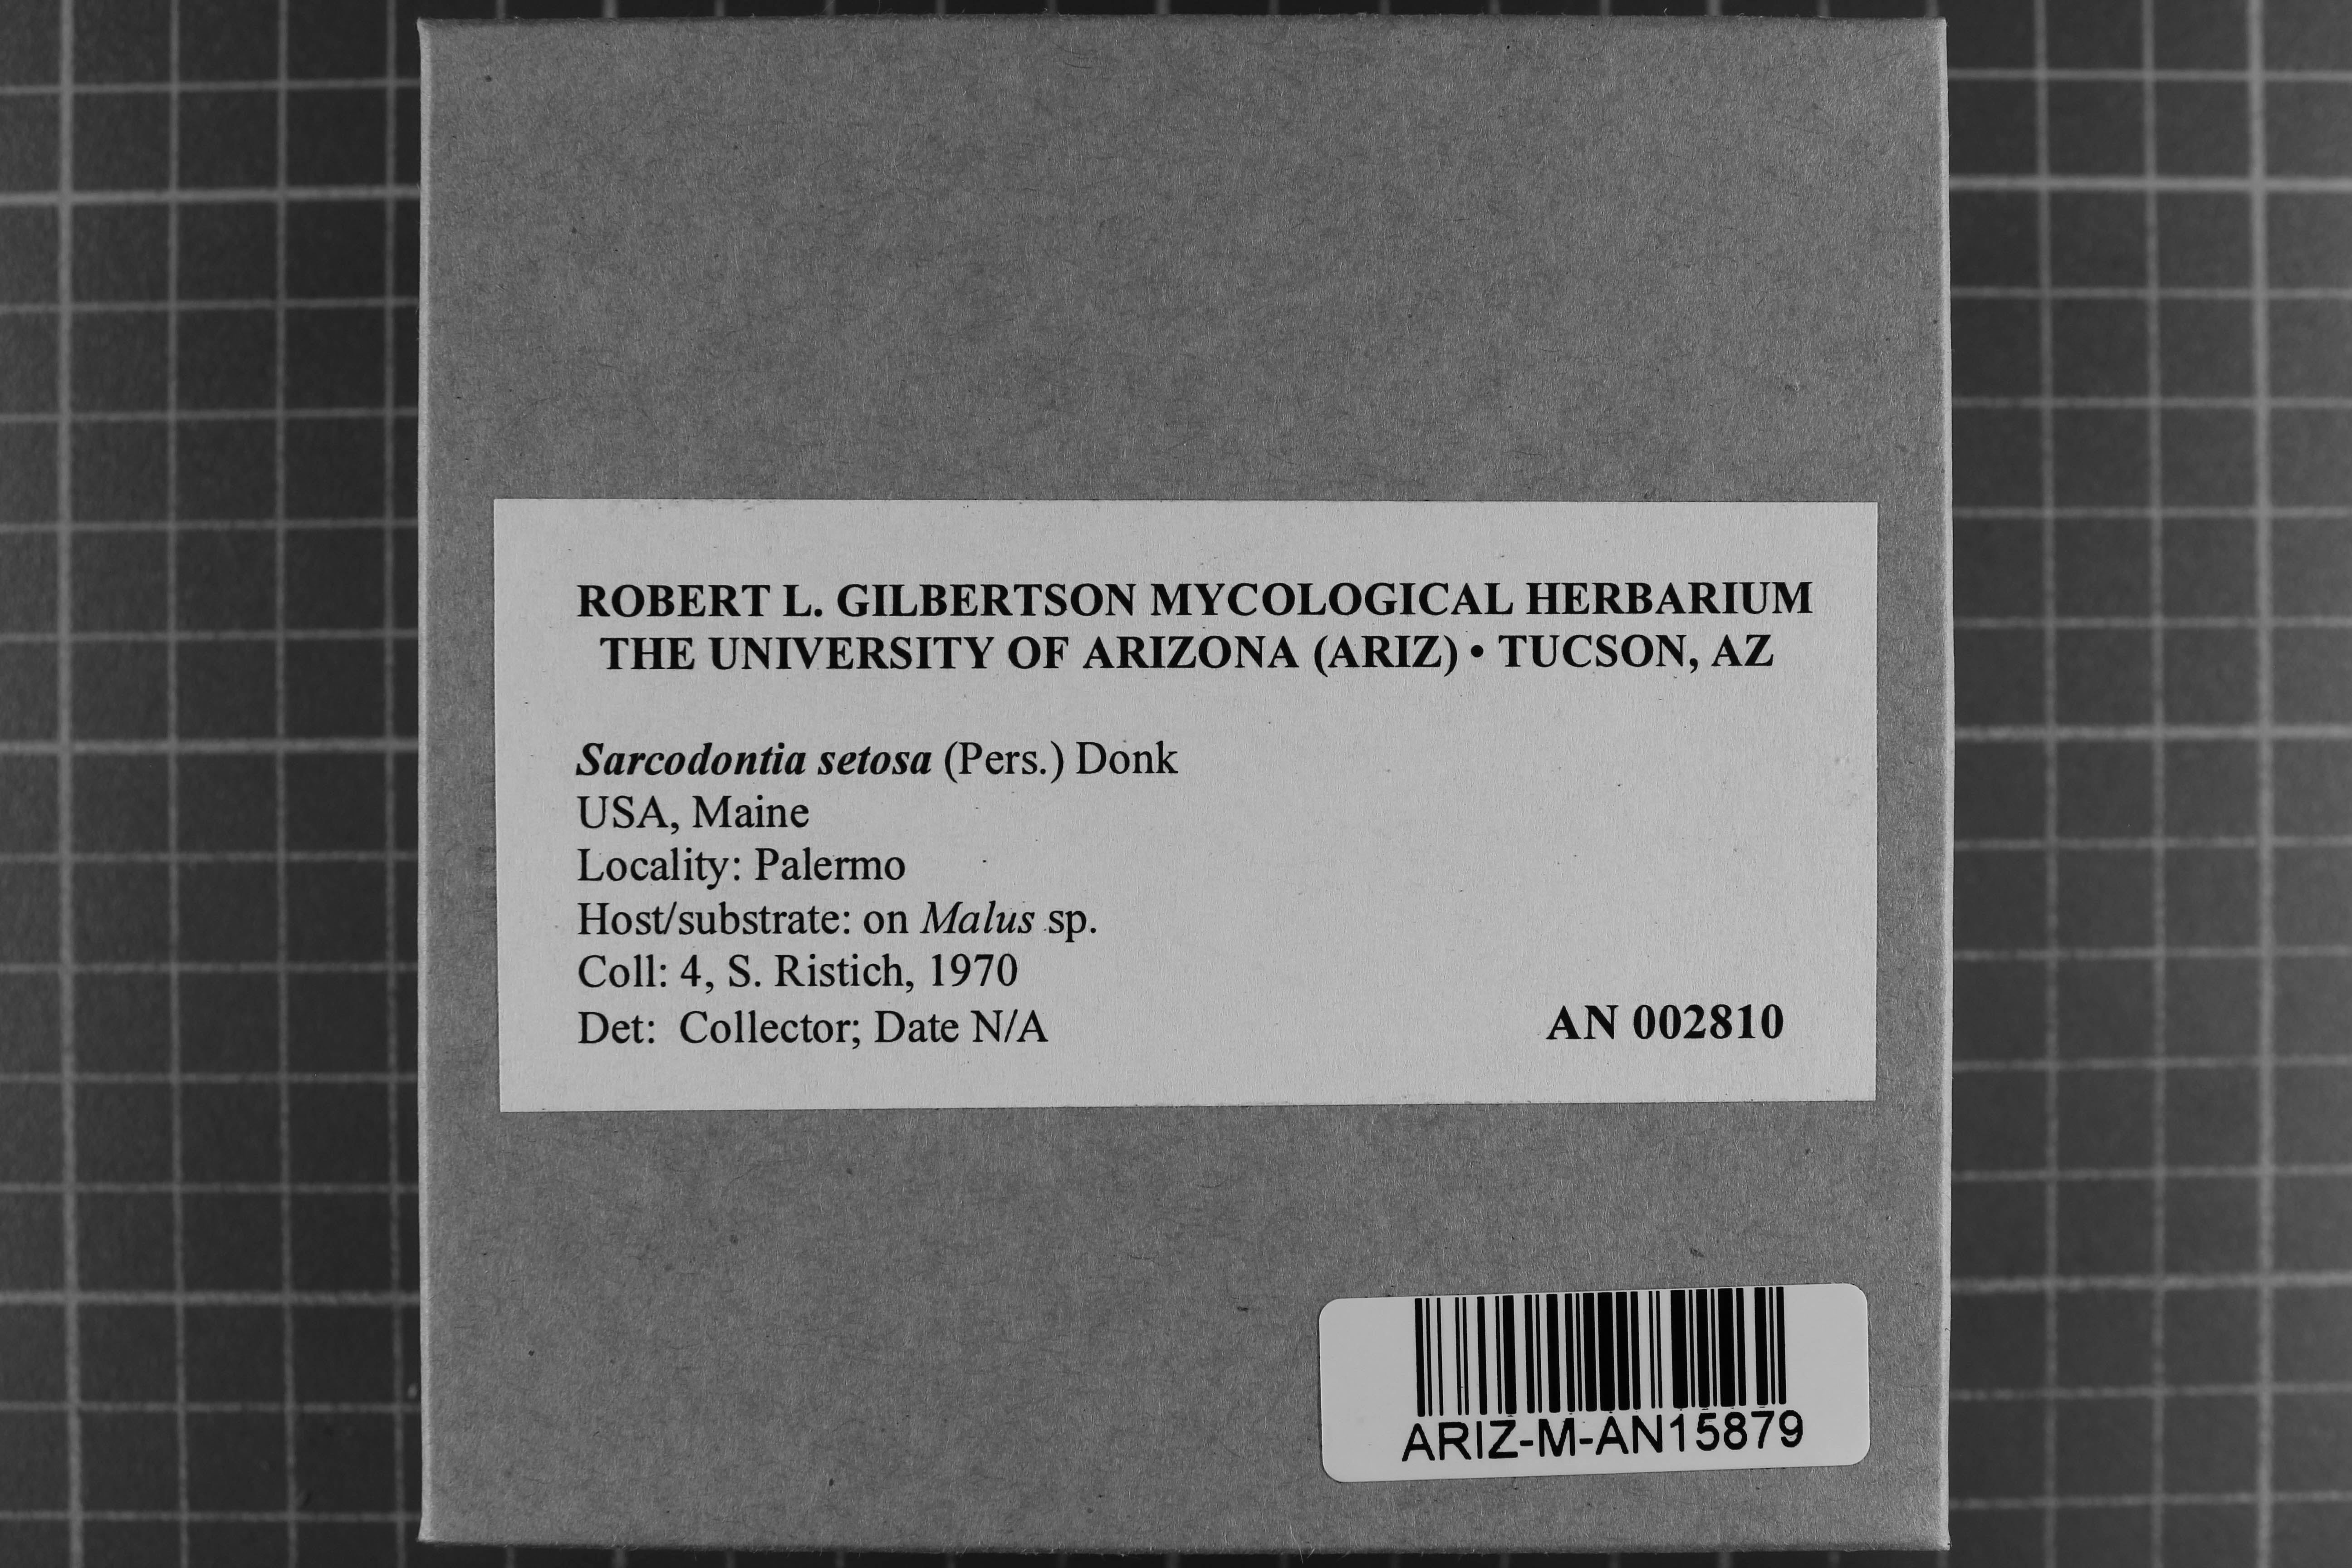 ROBERT L. GILBERTSON MYCOLOGICAL HERBARIUM
THE UNIVERSITY OF ARIZONA (ARIZ) • TUCSON, AZ
Sarcodontia setosa (Pers.) Donk
USA, Maine
Locality: Palermo
Host/substrate: on Malus sp.
Coll: 4, S. Ristich, 1970
Det: Collector; Date N/A
AN 002810
ARIZ-M-AN15879